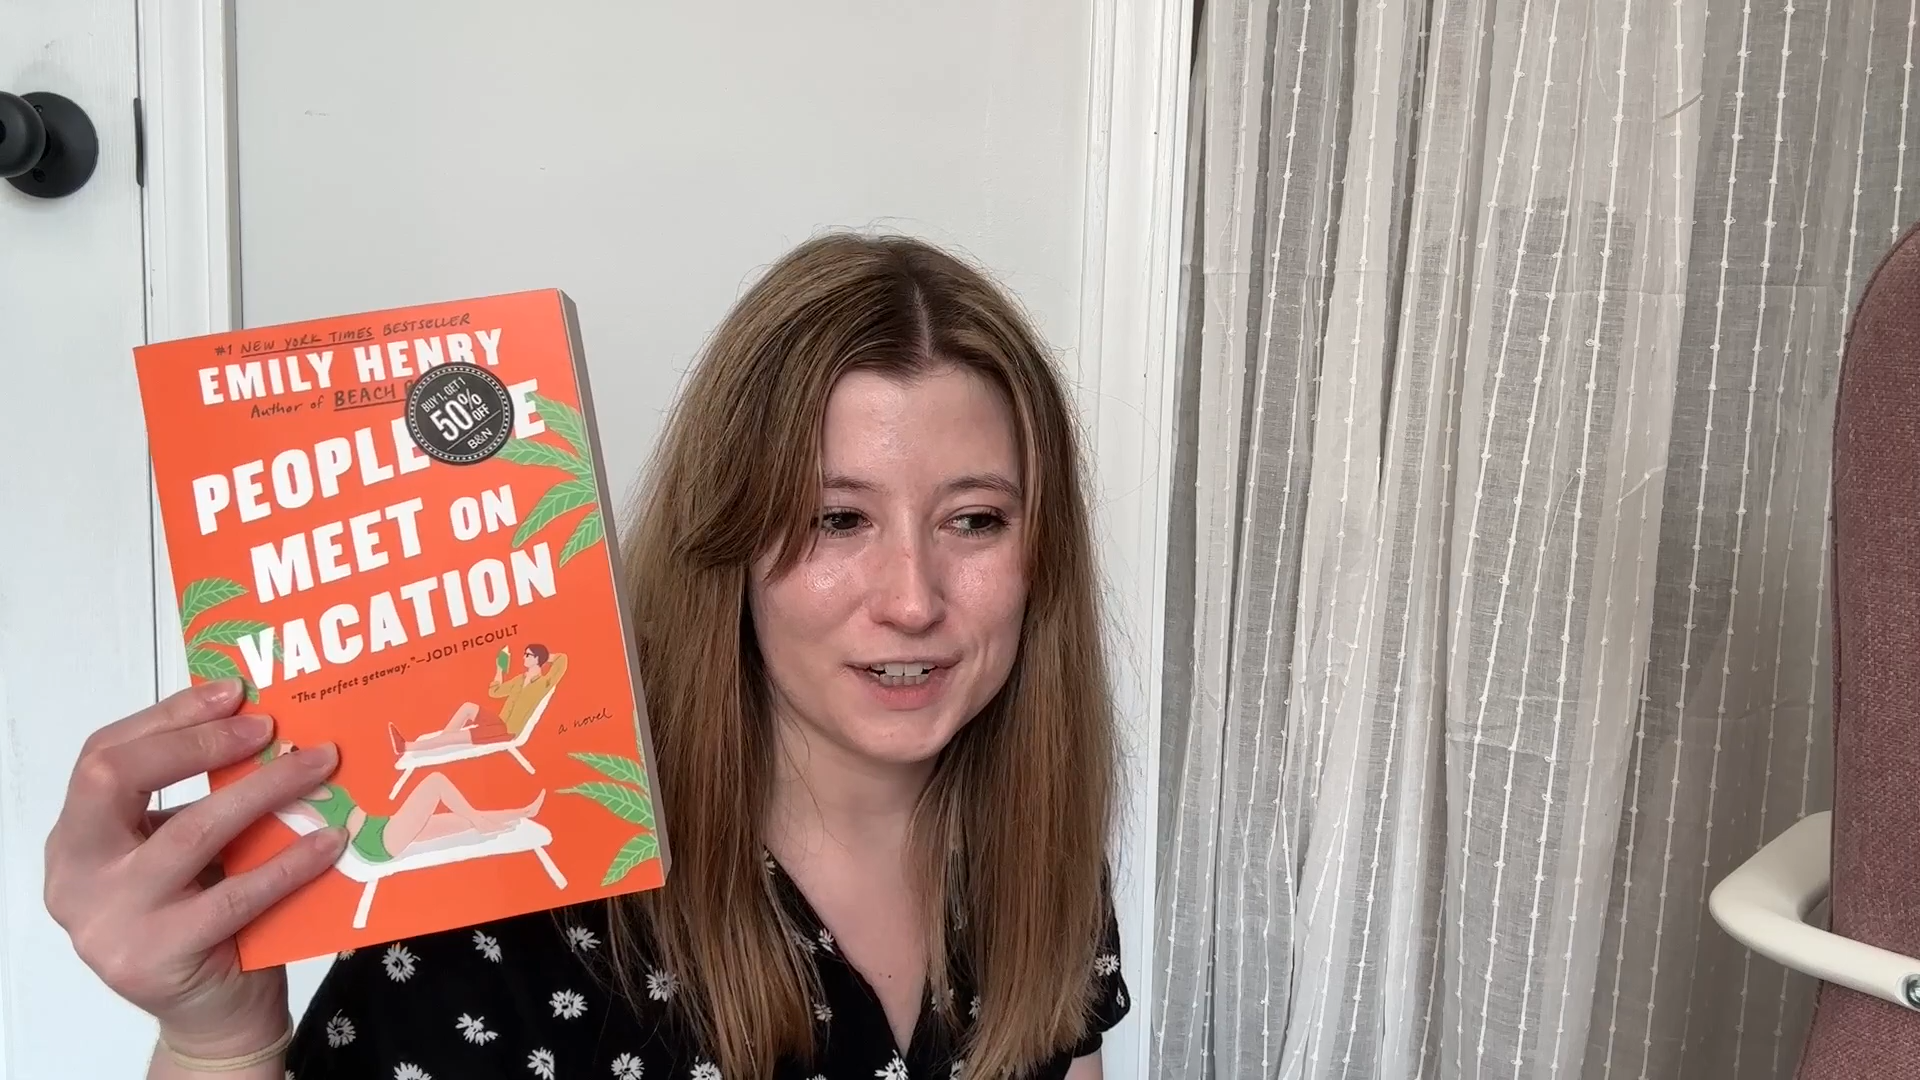 #1 NEW YORK TIMES BESTSELLER
EMILY HENRY
Author of BEACH
BUY 1, GET 1
50% OFF
B&N
PEOPLE
MEET ON
VACATION
"The perfect getaway."—JODI PICOULT
a novel